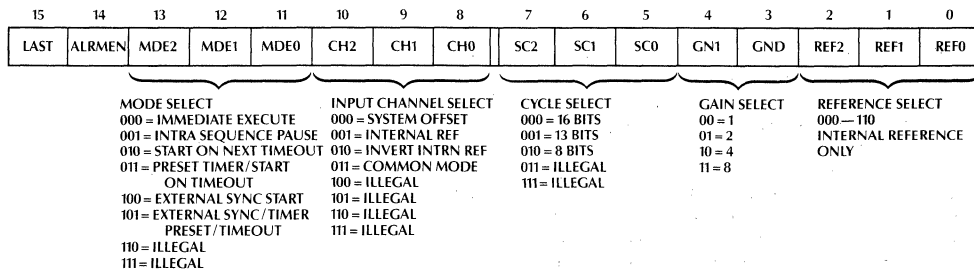 15 14 13 12 11 10 9 8 7 6 5 4 3 2 1 0
LAST ALRMEN MDE2 MDE1 MDE0 CH2 CH1 CH0 SC2 SC1 SC0 GN1 GND REF2 REF1 REF0
MODE SELECT
000 = IMMEDIATE EXECUTE
001 = INTRA SEQUENCE PAUSE
010 = START ON NEXT TIMEOUT
011 = PRESET TIMER/START
ON TIMEOUT
100 = EXTERNAL SYNC START
101 = EXTERNAL SYNC/TIMER
PRESET/TIMEOUT
110 = ILLEGAL
111 = ILLEGAL
INPUT CHANNEL SELECT
000 = SYSTEM OFFSET
001 = INTERNAL REF
010 = INVERT INTRN REF
011 = COMMON MODE
100 = ILLEGAL
101 = ILLEGAL
110 = ILLEGAL
111 = ILLEGAL
CYCLE SELECT
000 = 16 BITS
001 = 13 BITS
010 = 8 BITS
011 = ILLEGAL
111 = ILLEGAL
GAIN SELECT
00 = 1
01 = 2
10 = 4
11 = 8
REFERENCE SELECT
000—110
INTERNAL REFERENCE
ONLY